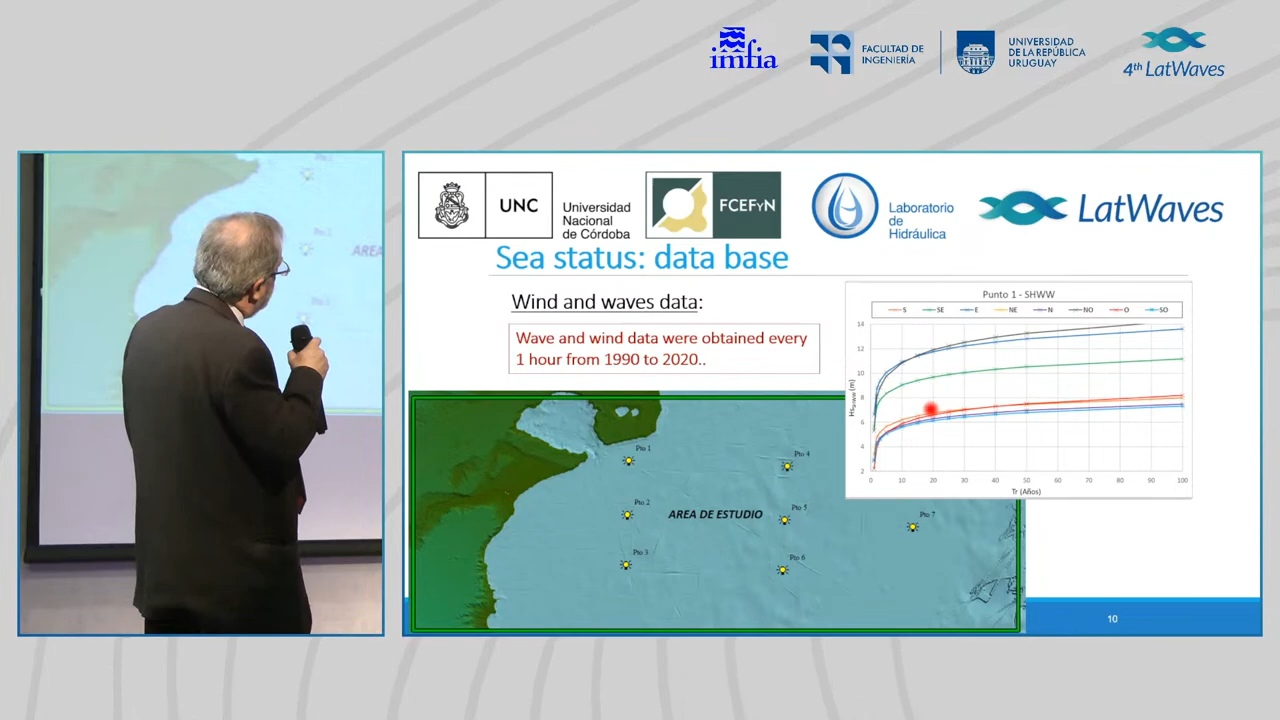 imfia
FACULTAD DE
INGENIERÍA
UNIVERSIDAD
DE LA REPÚBLICA
URUGUAY
4th LatWaves
UNC
Universidad
Nacional
de Córdoba
FCEFyN
Laboratorio
de
Hidráulica
LatWaves
Sea status: data base
Wind and waves data:
Wave and wind data were obtained every
1 hour from 1990 to 2020..
Punto 1 - SHWW
S SE E NE N NO O SO
14
12
10
8
6
4
2
Hs SHWW (m)
0 10 20 30 40 50 60 70 80 90 100
Tr (Años)
Pto 1
Pto 4
Pto 2
AREA DE ESTUDIO
Pto 5
Pto 7
Pto 3
Pto 6
10
AREA